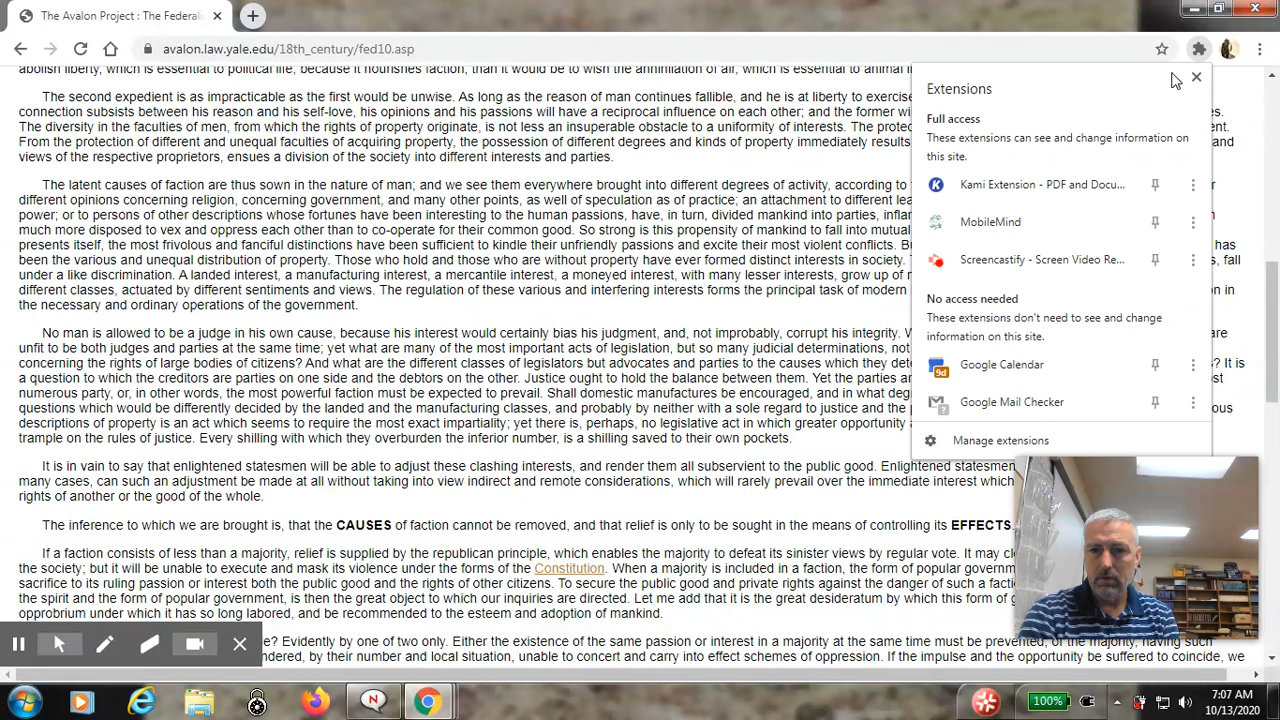 The Avalon Project : The Federali
avalon.law.yale.edu/18th_century/fed10.asp
abolish liberty, which is essential to political life, because it nourishes faction, than it would be to wish the annihilation of air, which is essential to animal
The second expedient is as impracticable as the first would be unwise. As long as the reason of man continues fallible, and he is at liberty to exercise
connection subsists between his reason and his self-love, his opinions and his passions will have a reciprocal influence on each other; and the former wi
The diversity in the faculties of men, from which the rights of property originate, is not less an insuperable obstacle to a uniformity of interests. The protec ment.
From the protection of different and unequal faculties of acquiring property, the possession of different degrees and kinds of property immediately results and
views of the respective proprietors, ensues a division of the society into different interests and parties.
The latent causes of faction are thus sown in the nature of man; and we see them everywhere brought into different degrees of activity, according to
different opinions concerning religion, concerning government, and many other points, as well of speculation as of practice; an attachment to different lea
power; or to persons of other descriptions whose fortunes have been interesting to the human passions, have, in turn, divided mankind into parties, inflam
much more disposed to vex and oppress each other than to co-operate for their common good. So strong is this propensity of mankind to fall into mutual
presents itself, the most frivolous and fanciful distinctions have been sufficient to kindle their unfriendly passions and excite their most violent conflicts. Bu has
been the various and unequal distribution of property. Those who hold and those who are without property have ever formed distinct interests in society. fall
under a like discrimination. A landed interest, a manufacturing interest, a mercantile interest, a moneyed interest, with many lesser interests, grow up of n
different classes, actuated by different sentiments and views. The regulation of these various and interfering interests forms the principal task of modern on in
the necessary and ordinary operations of the government.
No man is allowed to be a judge in his own cause, because his interest would certainly bias his judgment, and, not improbably, corrupt his integrity. W are
unfit to be both judges and parties at the same time; yet what are many of the most important acts of legislation, but so many judicial determinations, not
concerning the rights of large bodies of citizens? And what are the different classes of legislators but advocates and parties to the causes which they dete s? It is
a question to which the creditors are parties on one side and the debtors on the other. Justice ought to hold the balance between them. Yet the parties ar
numerous party, or, in other words, the most powerful faction must be expected to prevail. Shall domestic manufactures be encouraged, and in what deg
questions which would be differently decided by the landed and the manufacturing classes, and probably by neither with a sole regard to justice and the p
descriptions of property is an act which seems to require the most exact impartiality; yet there is, perhaps, no legislative act in which greater opportunity a
trample on the rules of justice. Every shilling with which they overburden the inferior number, is a shilling saved to their own pockets.
It is in vain to say that enlightened statesmen will be able to adjust these clashing interests, and render them all subservient to the public good. Enlightened statesmen
many cases, can such an adjustment be made at all without taking into view indirect and remote considerations, which will rarely prevail over the immediate interest which
rights of another or the good of the whole.
The inference to which we are brought is, that the CAUSES of faction cannot be removed, and that relief is only to be sought in the means of controlling its EFFECTS.
If a faction consists of less than a majority, relief is supplied by the republican principle, which enables the majority to defeat its sinister views by regular vote. It may cl
the society; but it will be unable to execute and mask its violence under the forms of the Constitution. When a majority is included in a faction, the form of popular governm
sacrifice to its ruling passion or interest both the public good and the rights of other citizens. To secure the public good and private rights against the danger of such a facti
the spirit and the form of popular government, is then the great object to which our inquiries are directed. Let me add that it is the great desideratum by which this form of g
opprobrium under which it has so long labored, and be recommended to the esteem and adoption of mankind.
e? Evidently by one of two only. Either the existence of the same passion or interest in a majority at the same time must be prevented, or the majority, having such
ndered, by their number and local situation, unable to concert and carry into effect schemes of oppression. If the impulse and the opportunity be suffered to coincide, we
Extensions
Full access
These extensions can see and change information on
this site.
Kami Extension - PDF and Docu...
MobileMind
Screencastify - Screen Video Re...
No access needed
These extensions don't need to see and change
information on this site.
9d
Google Calendar
?
Google Mail Checker
Manage extensions
100%
7:07 AM
10/13/2020